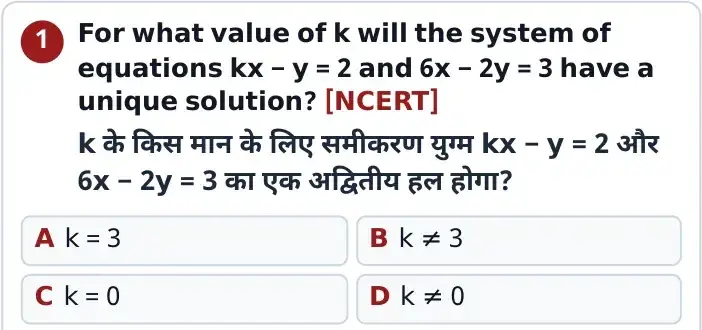 1 For what value of k will the system of
equations kx − y = 2 and 6x − 2y = 3 have a
unique solution? [NCERT]
k के किस मान के लिए समीकरण युग्म kx − y = 2 और
6x − 2y = 3 का एक अद्वितीय हल होगा?
A k = 3
B k ≠ 3
C k = 0
D k ≠ 0